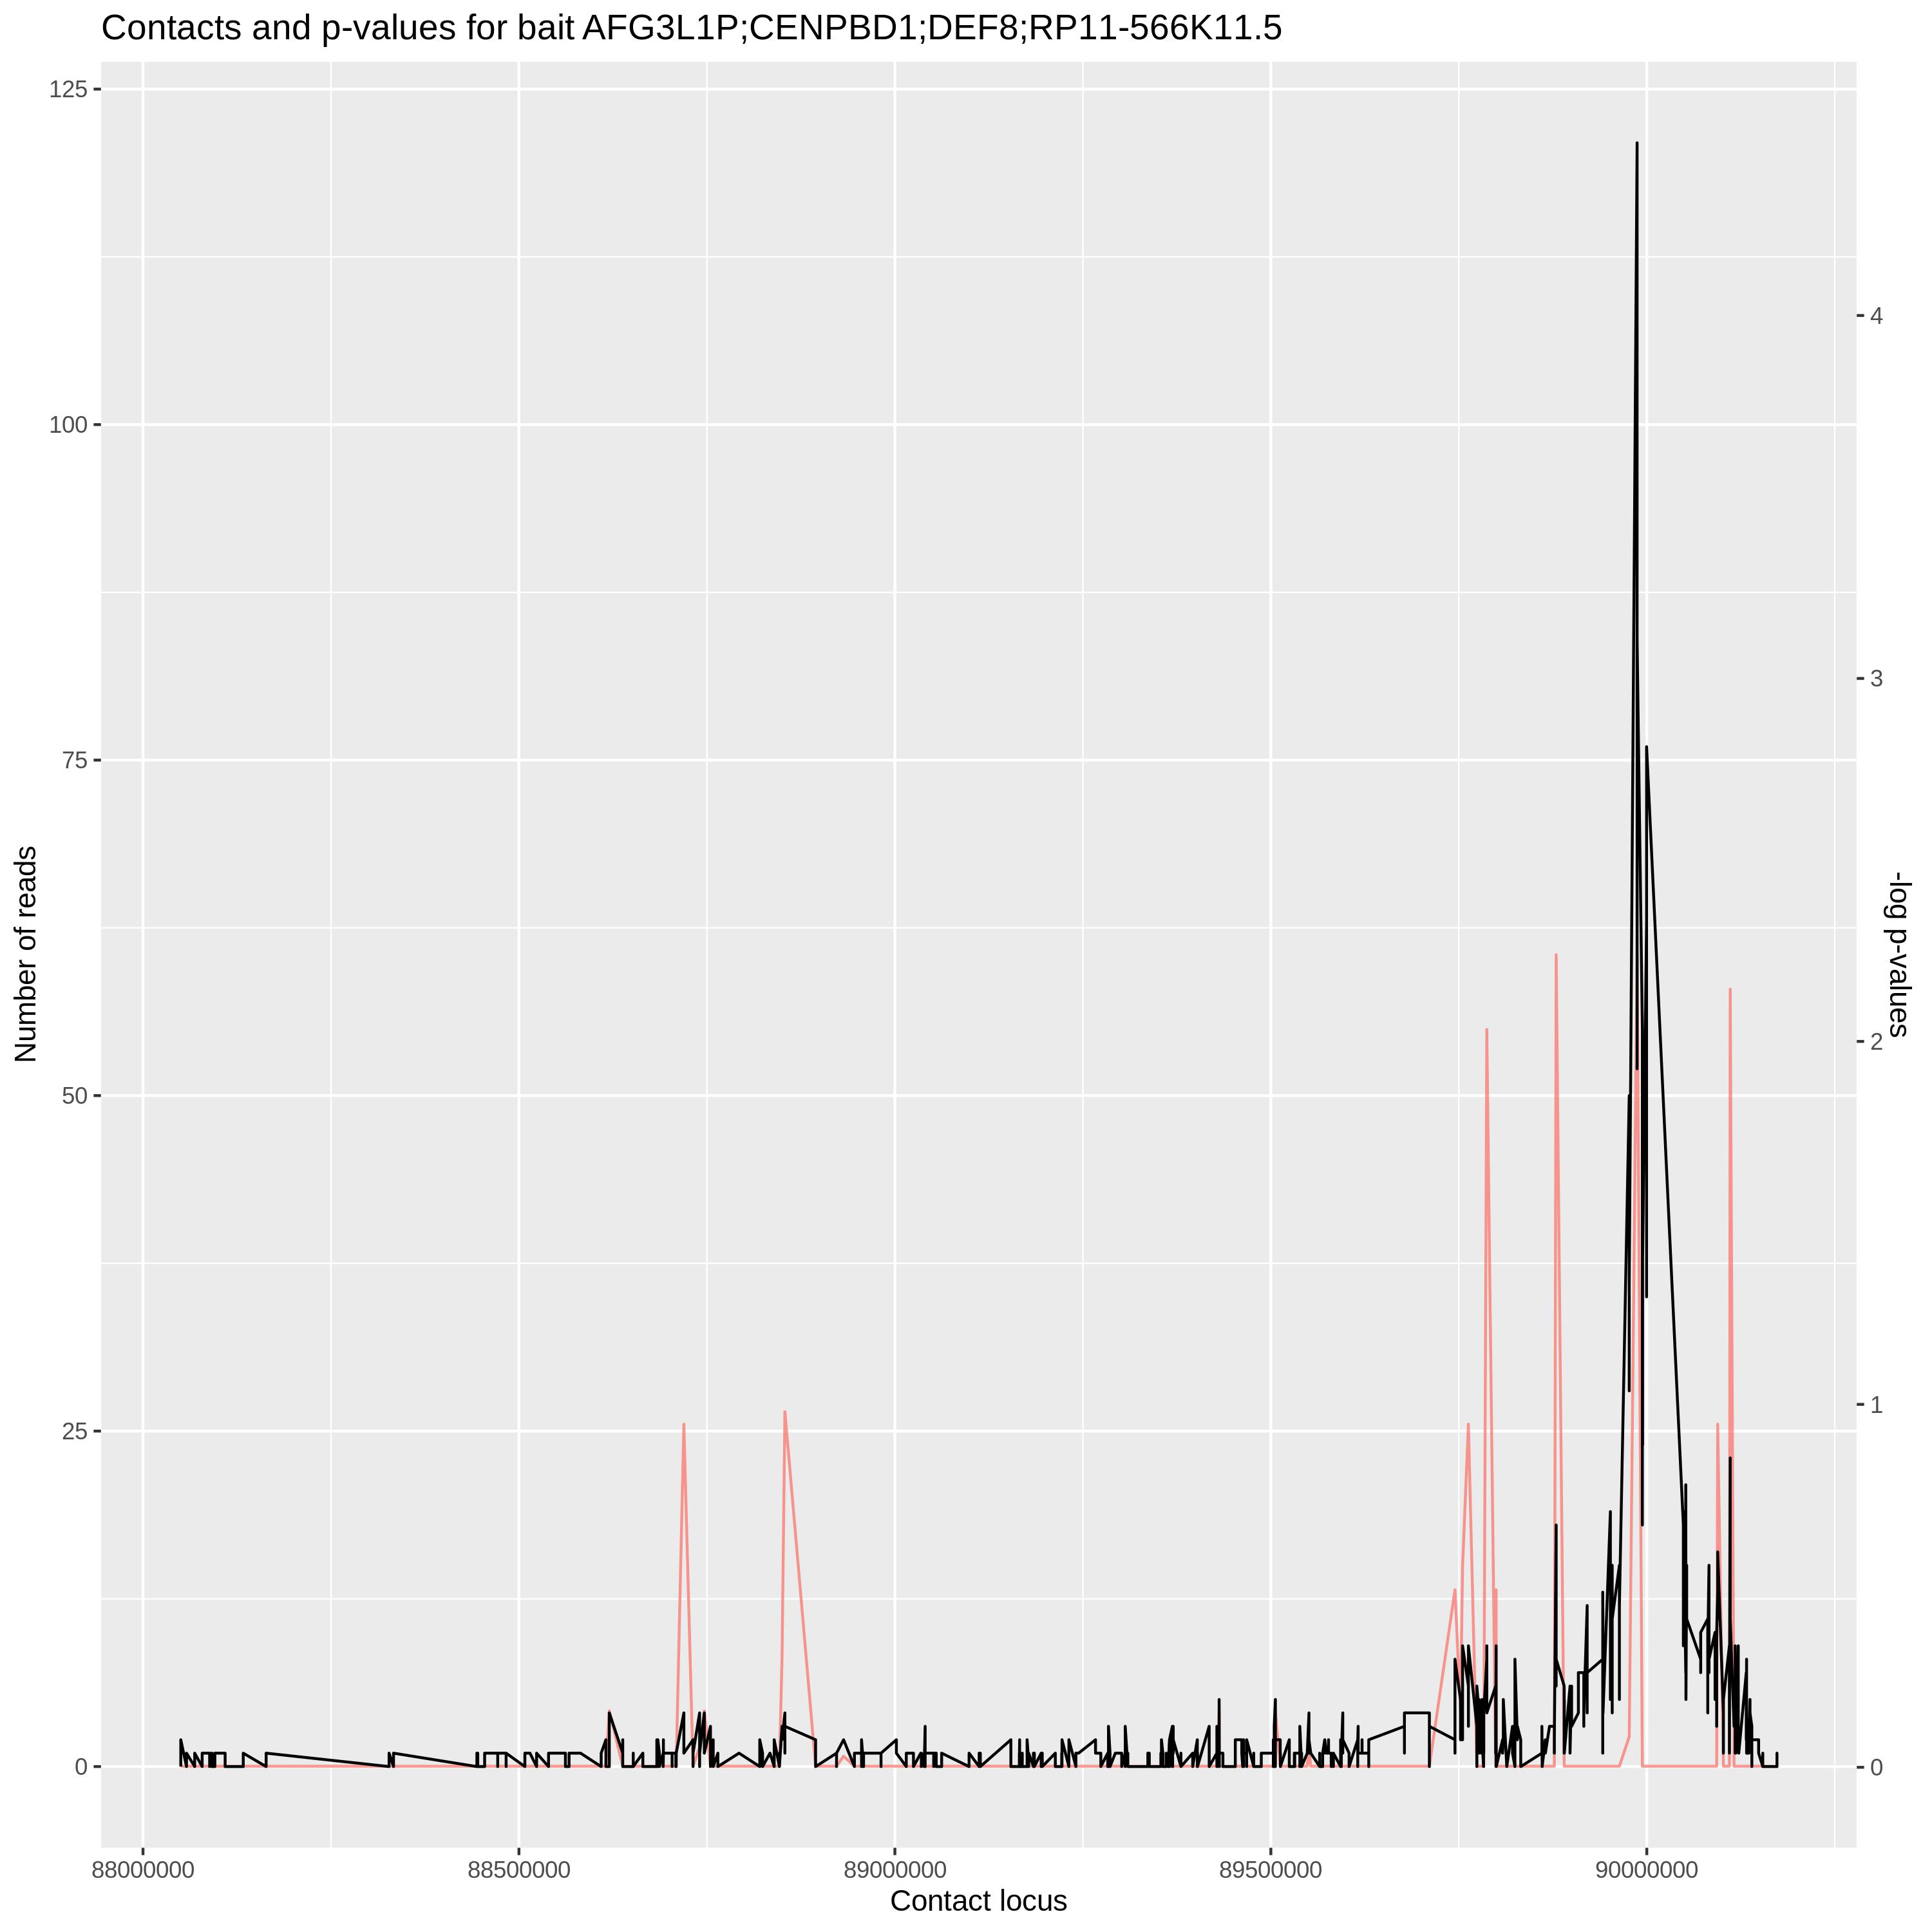 Contacts and p-values for bait AFG3L1P;CENPBD1;DEF8;RP11-566K11.5
125
100
75
50
25
0
Number of reads
4
3
2
1
0
-log p-values
88000000 88500000 89000000 89500000 90000000
Contact locus